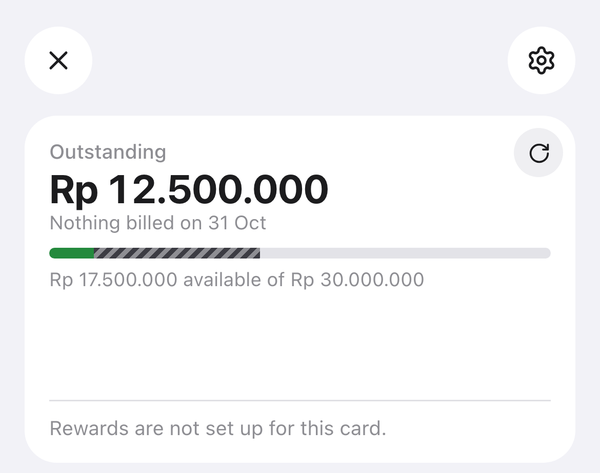 Outstanding
Rp 12.500.000
Nothing billed on 31 Oct
Rp 17.500.000 available of Rp 30.000.000
Rewards are not set up for this card.